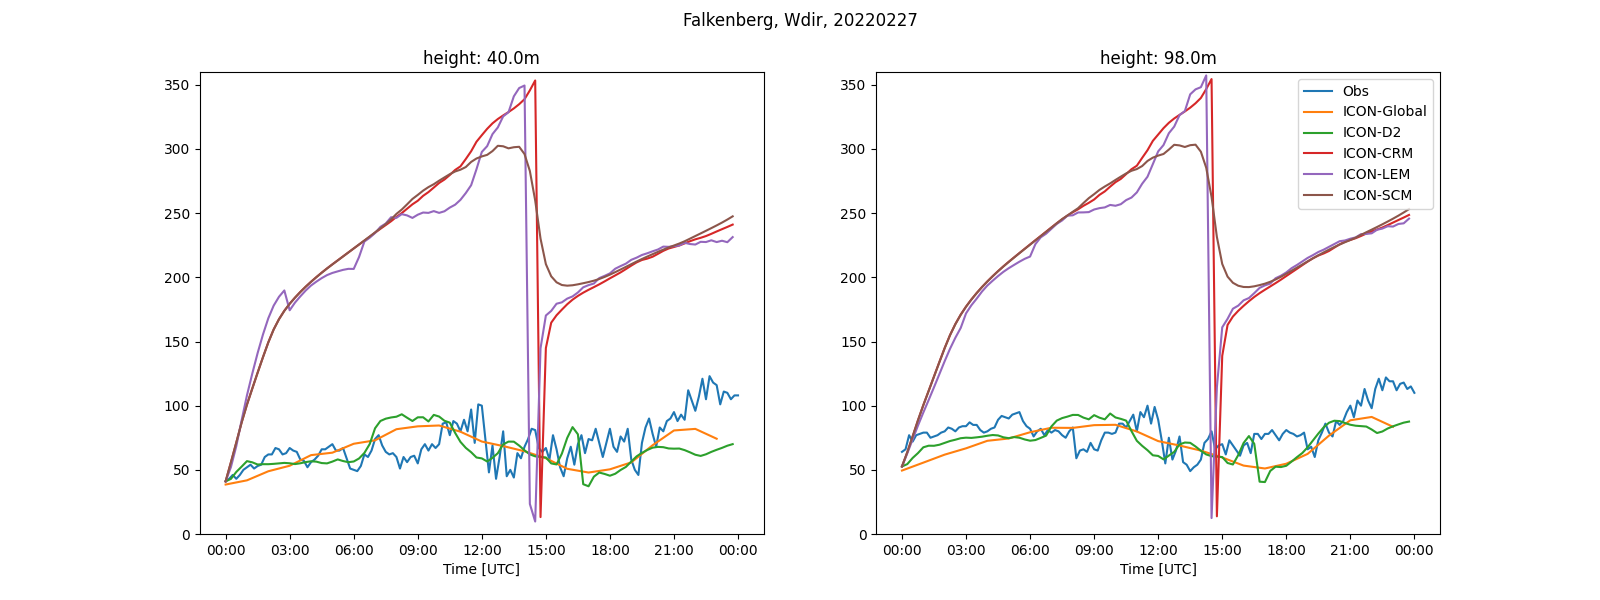 Falkenberg, Wdir, 20220227
height: 40.0m
350
300
250
200
150
100
50
0
00:00 03:00 06:00 09:00 12:00 15:00 18:00 21:00 00:00
Time [UTC]
height: 98.0m
350
300
250
200
150
100
50
0
00:00 03:00 06:00 09:00 12:00 15:00 18:00 21:00 00:00
Time [UTC]
Obs
ICON-Global
ICON-D2
ICON-CRM
ICON-LEM
ICON-SCM